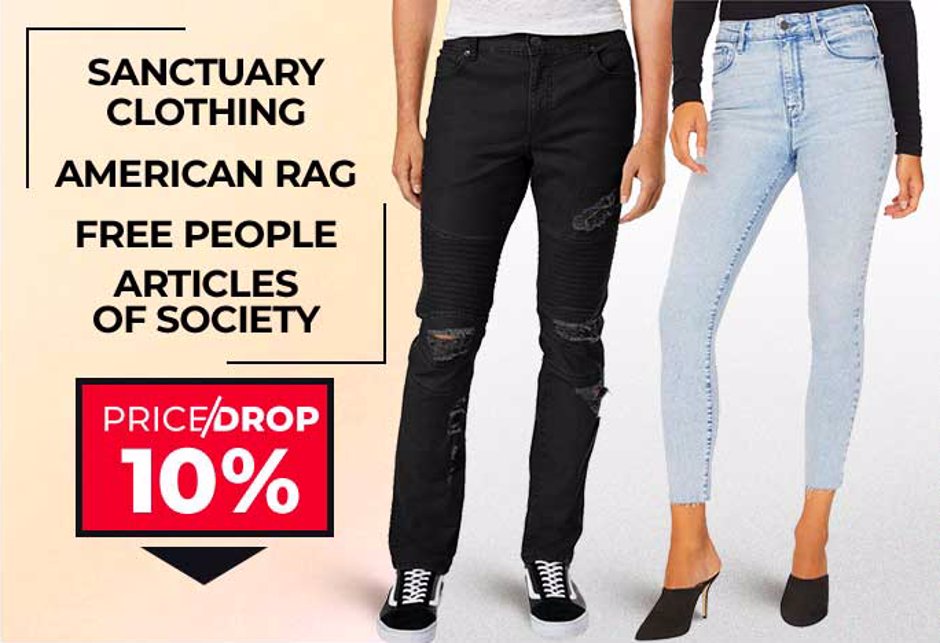 SANCTUARY
CLOTHING
AMERICAN RAG
FREE PEOPLE
ARTICLES
OF SOCIETY
PRICE/DROP
10%